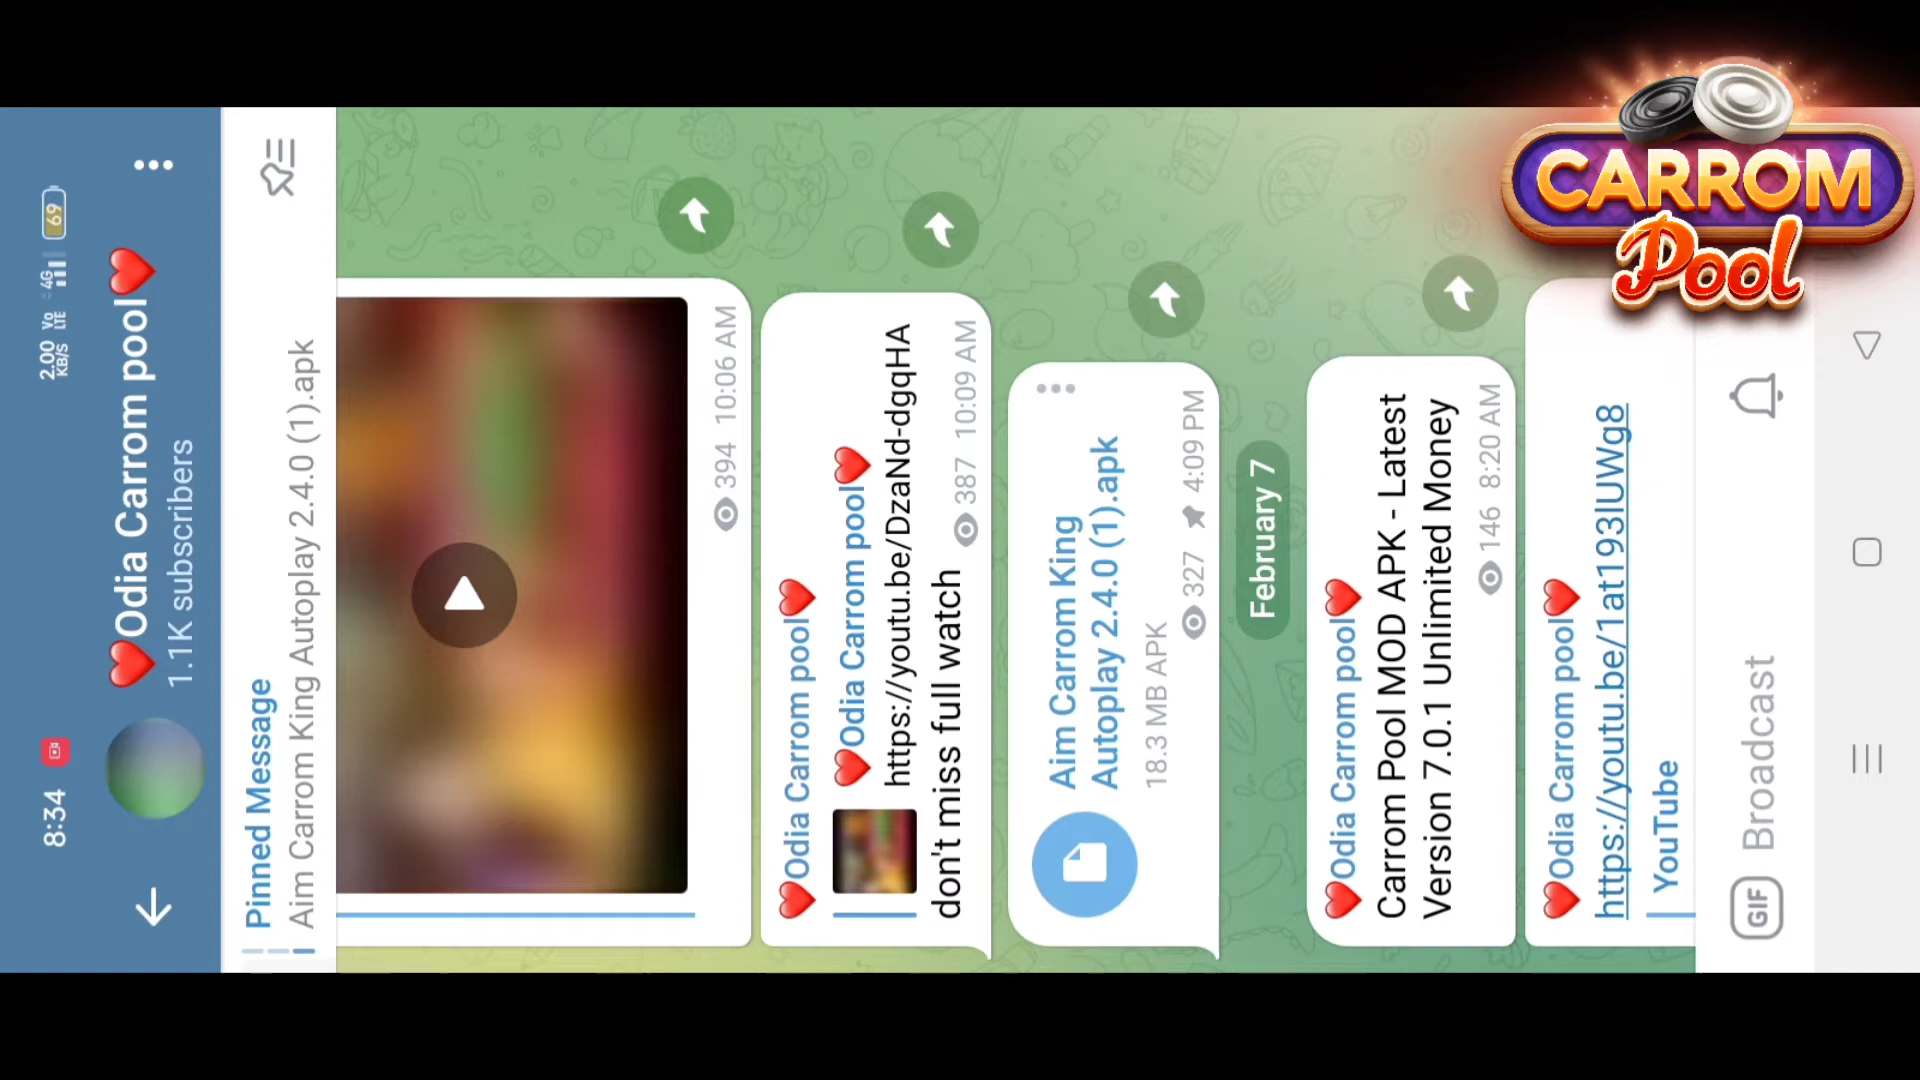 8:34
2.00 KB/S Vo LTE 4G 69
❤️Odia Carrom pool❤️
1.1K subscribers
Pinned Message
Aim Carrom King Autoplay 2.4.0 (1).apk
394 10:06 AM
❤️Odia Carrom pool❤️
❤️Odia Carrom pool❤️
https://youtu.be/DzaNd-dgqHA
don't miss full watch
387 10:09 AM
Aim Carrom King
Autoplay 2.4.0 (1).apk
18.3 MB APK
327 4:09 PM
February 7
❤️Odia Carrom pool❤️
Carrom Pool MOD APK - Latest
Version 7.0.1 Unlimited Money
146 8:20 AM
❤️Odia Carrom pool❤️
https://youtu.be/1at193lUWg8
YouTube
GIF Broadcast
CARROM
Pool